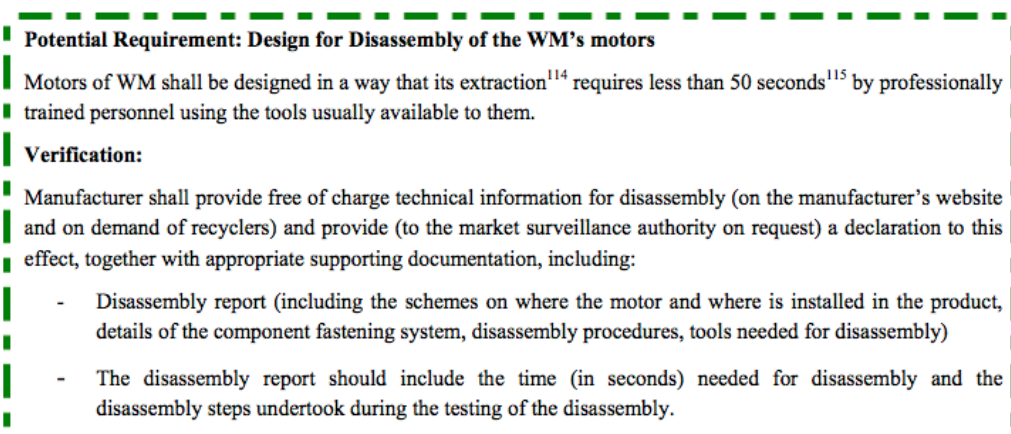 Potential Requirement: Design for Disassembly of the WM's motors
Motors of WM shall be designed in a way that its extraction114 requires less than 50 seconds115 by professionally
trained personnel using the tools usually available to them.
Verification:
Manufacturer shall provide free of charge technical information for disassembly (on the manufacturer's website
and on demand of recyclers) and provide (to the market surveillance authority on request) a declaration to this
effect, together with appropriate supporting documentation, including:
- Disassembly report (including the schemes on where the motor and where is installed in the product,
details of the component fastening system, disassembly procedures, tools needed for disassembly)
- The disassembly report should include the time (in seconds) needed for disassembly and the
disassembly steps undertook during the testing of the disassembly.